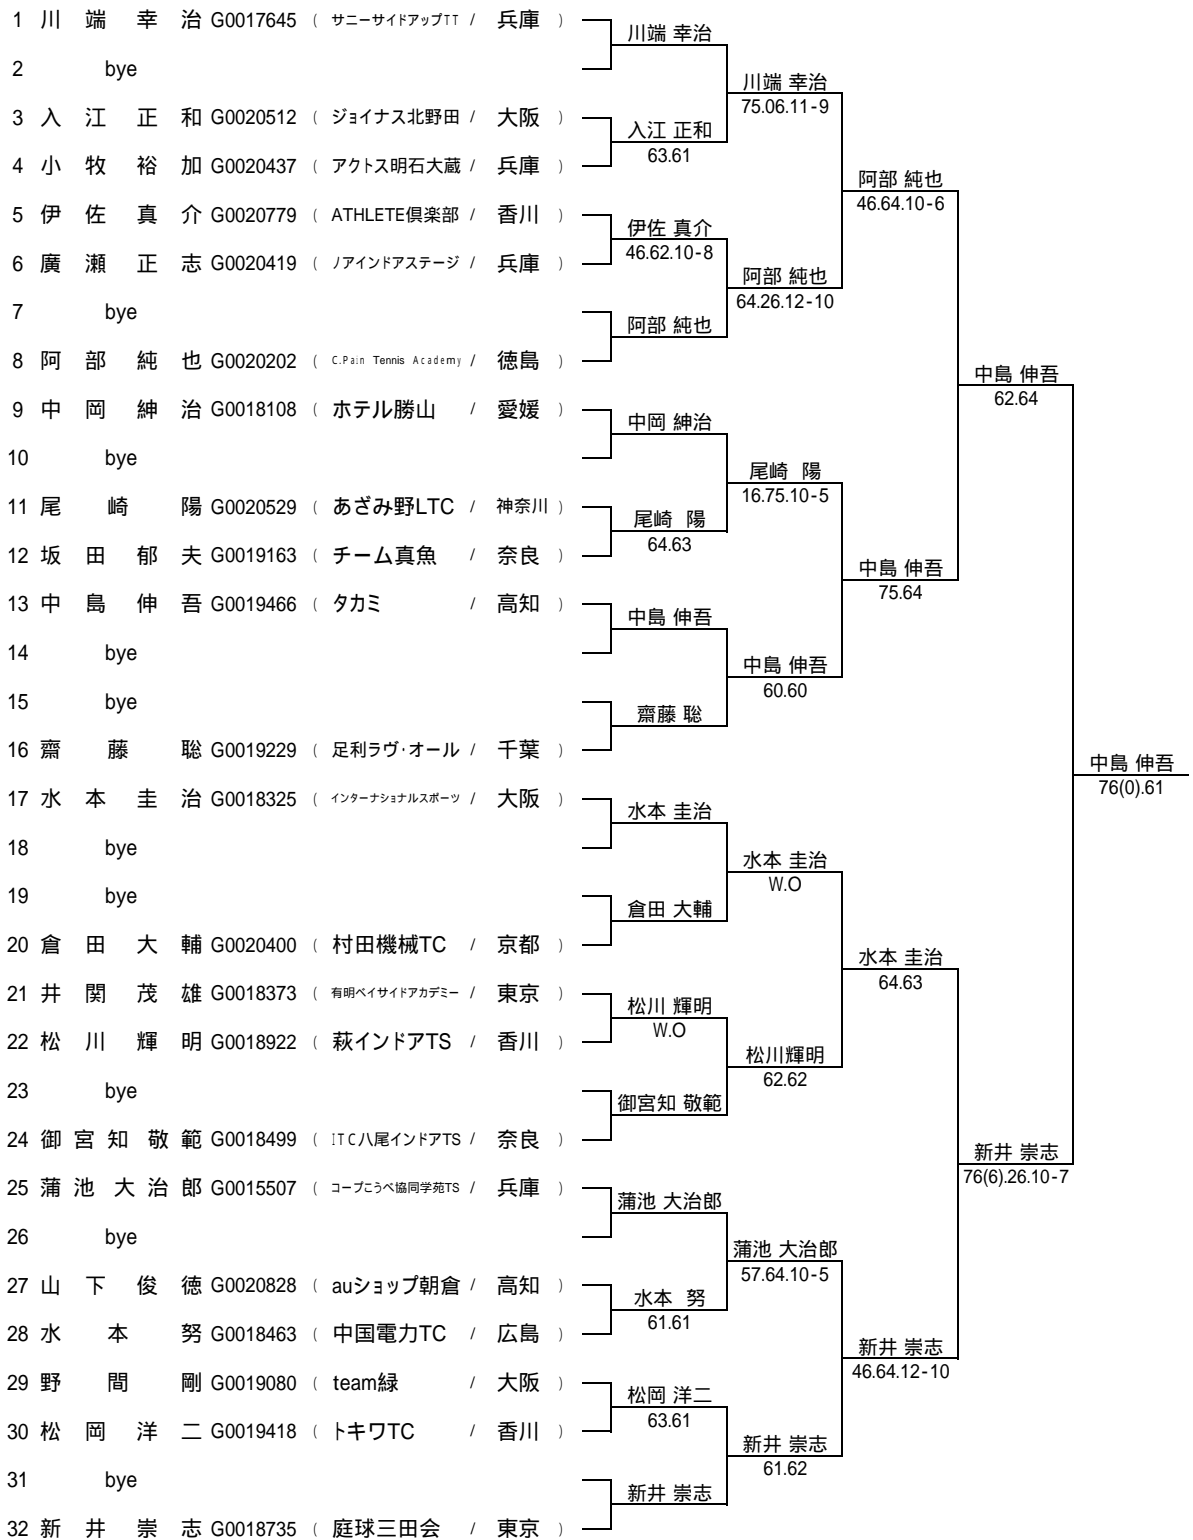 1 川 端 幸 治 G0017645 ( サニーサイドアップTT / 兵庫 )
川端 幸治
2 bye
川端 幸治
75.06.11-9
3 入 江 正 和 G0020512 ( ジョイナス北野田 / 大阪 )
入江 正和
63.61
4 小 牧 裕 加 G0020437 ( アクトス明石大蔵 / 兵庫 )
阿部 純也
46.64.10-6
5 伊 佐 真 介 G0020779 ( ATHLETE倶楽部 / 香川 )
伊佐 真介
46.62.10-8
6 廣 瀬 正 志 G0020419 ( ノアインドアステージ / 兵庫 )
阿部 純也
64.26.12-10
7 bye
阿部 純也
8 阿 部 純 也 G0020202 ( C.Pain Tennis Academy / 徳島 )
中島 伸吾
62.64
9 中 岡 紳 治 G0018108 ( ホテル勝山 / 愛媛 )
中岡 紳治
10 bye
尾崎 陽
16.75.10-5
11 尾 崎 陽 G0020529 ( あざみ野LTC / 神奈川 )
尾崎 陽
64.63
12 坂 田 郁 夫 G0019163 ( チーム真魚 / 奈良 )
中島 伸吾
75.64
13 中 島 伸 吾 G0019466 ( タカミ / 高知 )
中島 伸吾
14 bye
中島 伸吾
60.60
15 bye
齋藤 聡
16 齋 藤 聡 G0019229 ( 足利ラヴ・オール / 千葉 )
中島 伸吾
76(0).61
17 水 本 圭 治 G0018325 ( インターナショナルスポーツ / 大阪 )
水本 圭治
18 bye
水本 圭治
W.O
19 bye
倉田 大輔
20 倉 田 大 輔 G0020400 ( 村田機械TC / 京都 )
水本 圭治
64.63
21 井 関 茂 雄 G0018373 ( 有明ベイサイドアカデミー / 東京 )
松川 輝明
W.O
22 松 川 輝 明 G0018922 ( 萩インドアTS / 香川 )
松川輝明
62.62
23 bye
御宮知 敬範
24 御 宮 知 敬 範 G0018499 ( ITC八尾インドアTS / 奈良 )
新井 崇志
76(6).26.10-7
25 蒲 池 大 治 郎 G0015507 ( コープこうべ協同学苑TS / 兵庫 )
蒲池 大治郎
26 bye
蒲池 大治郎
57.64.10-5
27 山 下 俊 徳 G0020828 ( auショップ朝倉 / 高知 )
水本 努
61.61
28 水 本 努 G0018463 ( 中国電力TC / 広島 )
新井 崇志
46.64.12-10
29 野 間 剛 G0019080 ( team緑 / 大阪 )
松岡 洋二
63.61
30 松 岡 洋 二 G0019418 ( トキワTC / 香川 )
新井 崇志
61.62
31 bye
新井 崇志
32 新 井 崇 志 G0018735 ( 庭球三田会 / 東京 )